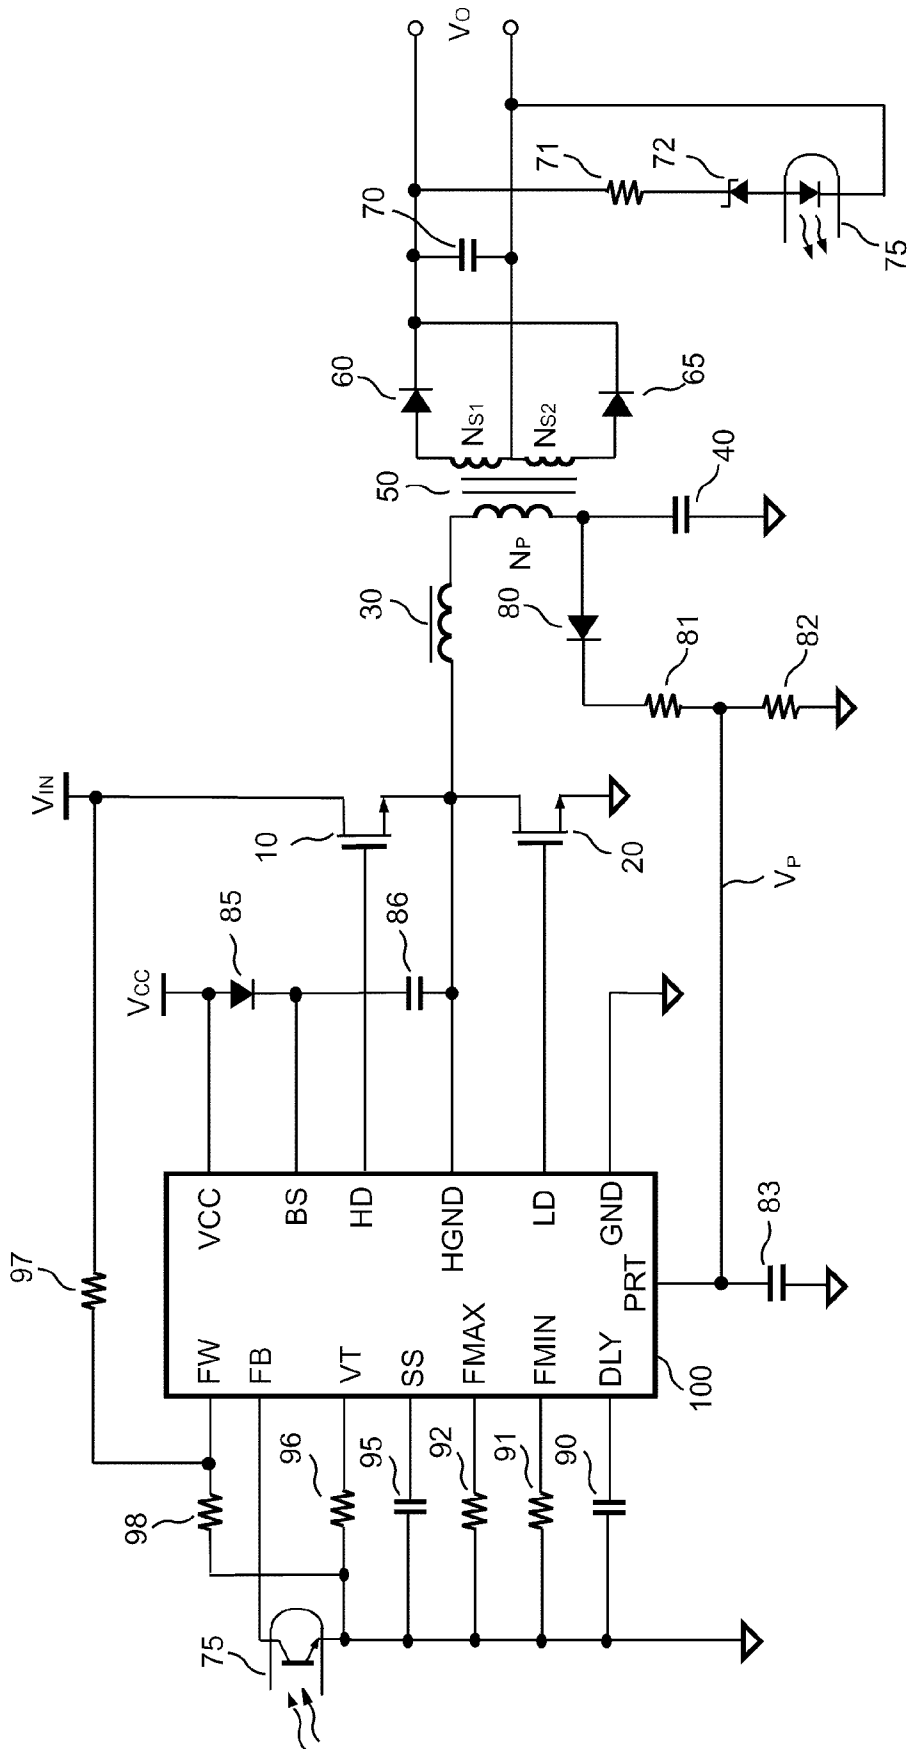 VO
71
72
70
75
60
65
NS1
NS2
50
40
NP
30
80
81
82
VIN
10
20
VP
85
86
VCC
97
VCC
BS
HD
HGND
LD
GND
PRT
FW
FB
VT
SS
FMAX
FMIN
DLY
100
83
98
96
95
92
91
90
75